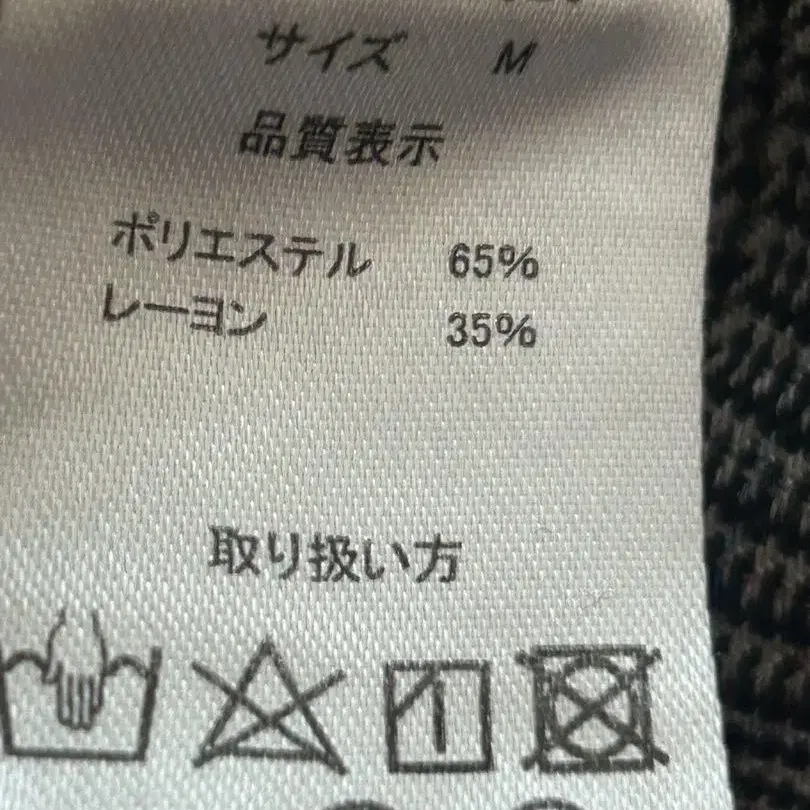 サイズ M
品質表示
ポリエステル 65%
レーヨン 35%
取り扱い方